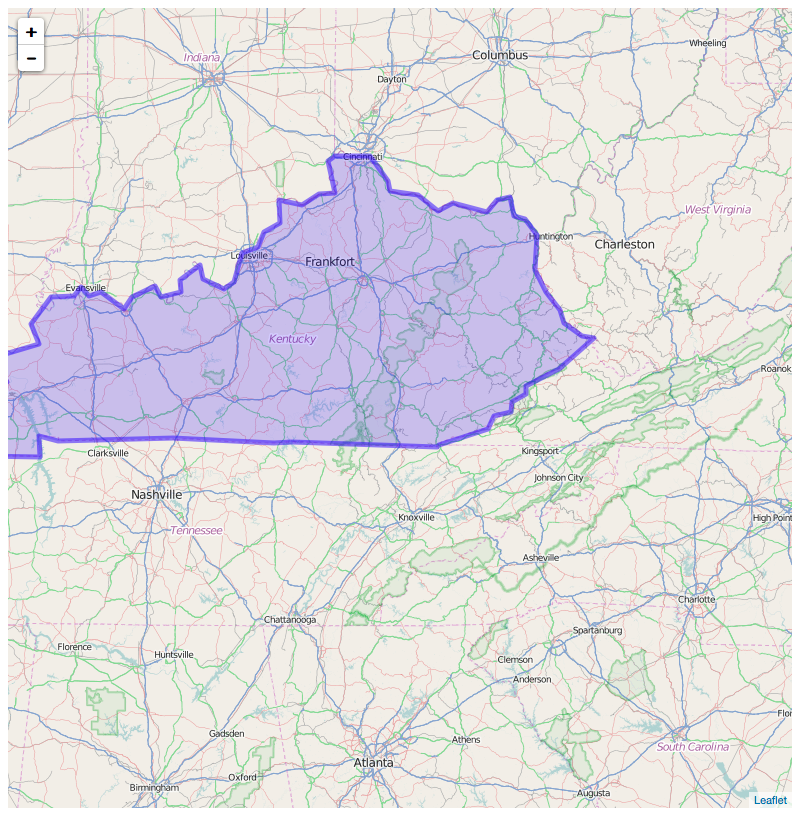 +
-
Indiana
Columbus
Wheeling
Dayton
Cincinnati
West Virginia
Huntington
Charleston
Louisville
Frankfort
Evansville
Kentucky
Roanok
Clarksville
Kingsport
Johnson City
Nashville
Knoxville
High Point
Tennessee
Asheville
Charlotte
Chattanooga
Spartanburg
Florence
Huntsville
Clemson
Anderson
Flor
Gadsden
Athens
South Carolina
Atlanta
Oxford
Birmingham
Augusta
Leaflet